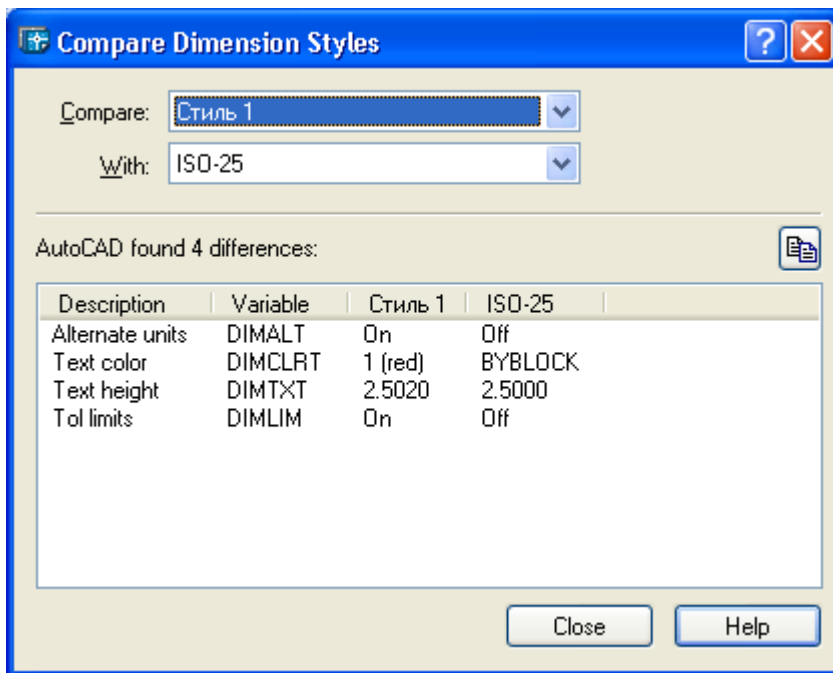 Compare Dimension Styles
Compare: Стиль 1
With: ISO-25
AutoCAD found 4 differences:
Description Variable Стиль 1 ISO-25
Alternate units DIMALT On Off
Text color DIMCLRT 1 (red) BYBLOCK
Text height DIMTXT 2.5020 2.5000
Tol limits DIMLIM On Off
Close Help